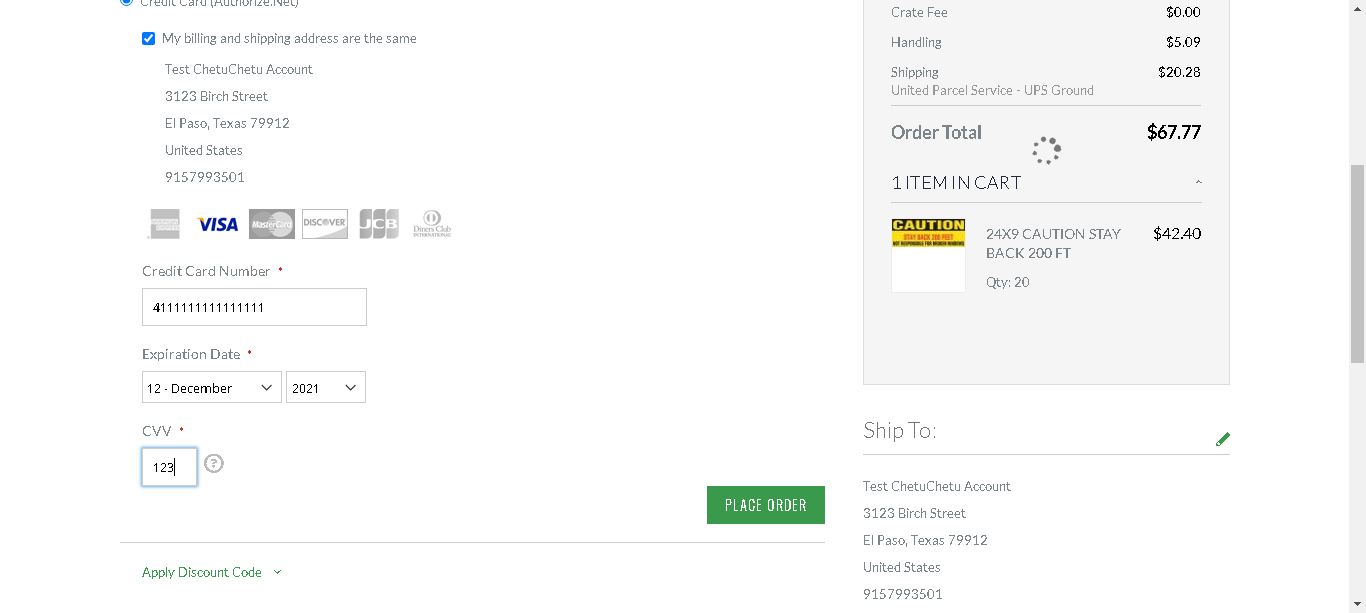 Credit Card (Authorize.Net)
My billing and shipping address are the same
Test ChetuChetu Account
3123 Birch Street
El Paso, Texas 79912
United States
9157993501
VISA MasterCard DISCOVER JCB Diners Club
INTERNATIONAL
Credit Card Number *
4111111111111111
Expiration Date *
12 - December 2021
CVV *
123
?
PLACE ORDER
Apply Discount Code
Crate Fee $0.00
Handling $5.09
Shipping $20.28
United Parcel Service - UPS Ground
Order Total $67.77
1 ITEM IN CART
CAUTION
STAY BACK 200 FEET
NOT RESPONSIBLE FOR BROKEN WINDOWS
24X9 CAUTION STAY $42.40
BACK 200 FT
Qty: 20
Ship To:
Test ChetuChetu Account
3123 Birch Street
El Paso, Texas 79912
United States
9157993501